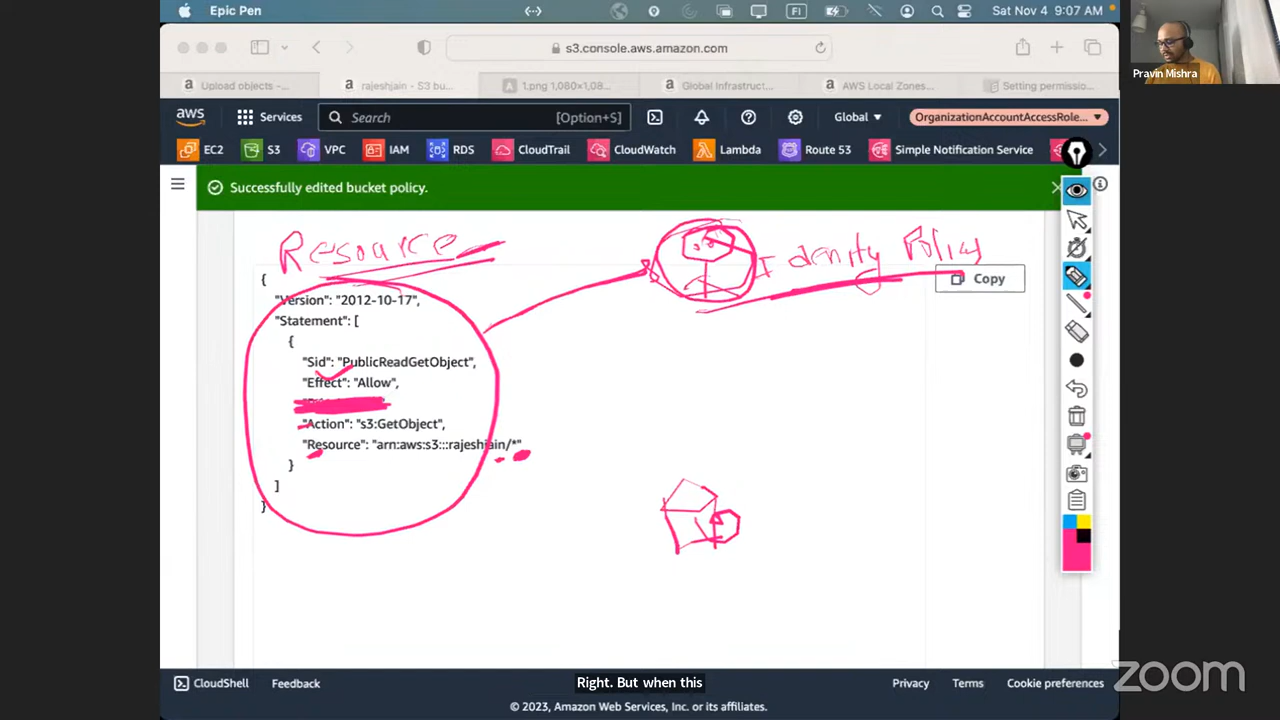 Epic Pen
FI
Sat Nov 4 9:07 AM
Pravin Mishra
s3.console.aws.amazon.com
Upload objects -...
rajeshjain - S3 bu...
1.png 1,080×1,08...
Global Infrastruct...
AWS Local Zones...
Setting permissio...
aws
Services
Search
[Option+S]
Global
OrganizationAccountAccessRole...
EC2
S3
VPC
IAM
RDS
CloudTrail
CloudWatch
Lambda
Route 53
Simple Notification Service
Successfully edited bucket policy.
Resource
Identity Policy
Copy
{
"Version": "2012-10-17",
"Statement": [
{
"Sid": "PublicReadGetObject",
"Effect": "Allow",
"Action": "s3:GetObject",
"Resource": "arn:aws:s3:::rajeshjain/*"
}
]
}
Right. But when this
CloudShell
Feedback
Privacy
Terms
Cookie preferences
© 2023, Amazon Web Services, Inc. or its affiliates.
zoom